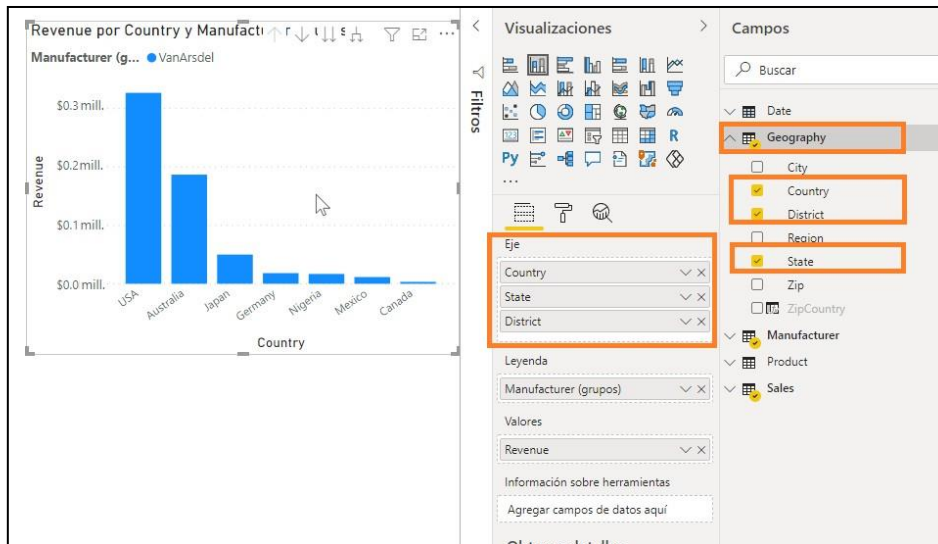 Revenue por Country y Manufactu
Manufacturer (g... VanArsdel
$0.3 mill.
$0.2 mill.
$0.1 mill.
$0.0 mill.
Revenue
USA
Australia
Japan
Germany
Nigeria
Mexico
Canada
Country
Filtros
Visualizaciones
123
R
Py
...
Eje
Country
State
District
Leyenda
Manufacturer (grupos)
Valores
Revenue
Información sobre herramientas
Agregar campos de datos aquí
Campos
Buscar
Date
Geography
City
Country
District
Region
State
Zip
ZipCountry
Manufacturer
Product
Sales